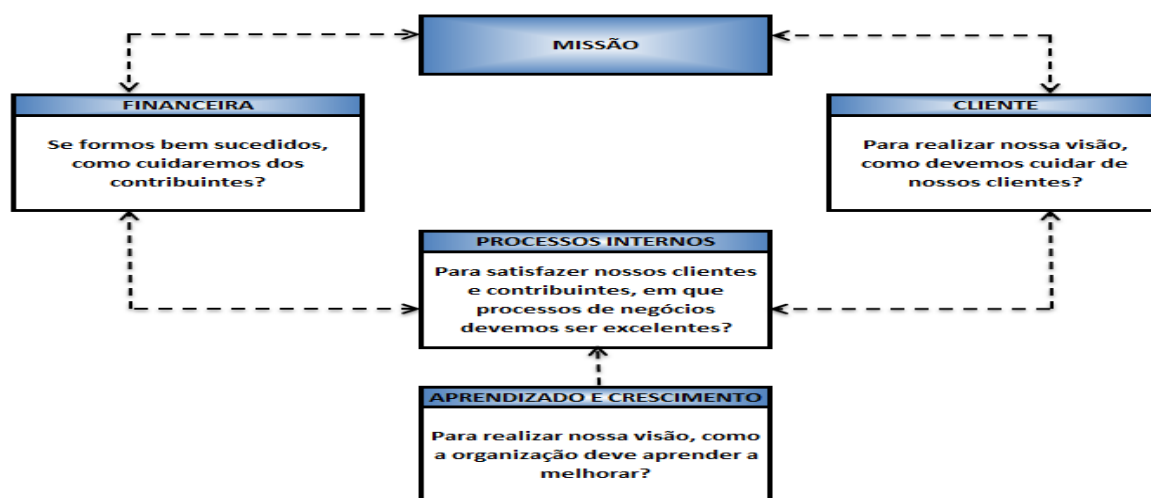 MISSÃO
FINANCEIRA
Se formos bem sucedidos,
como cuidaremos dos
contribuintes?
CLIENTE
Para realizar nossa visão,
como devemos cuidar de
nossos clientes?
PROCESSOS INTERNOS
Para satisfazer nossos clientes
e contribuintes, em que
processos de negócios
devemos ser excelentes?
APRENDIZADO E CRESCIMENTO
Para realizar nossa visão, como
a organização deve aprender a
melhorar?